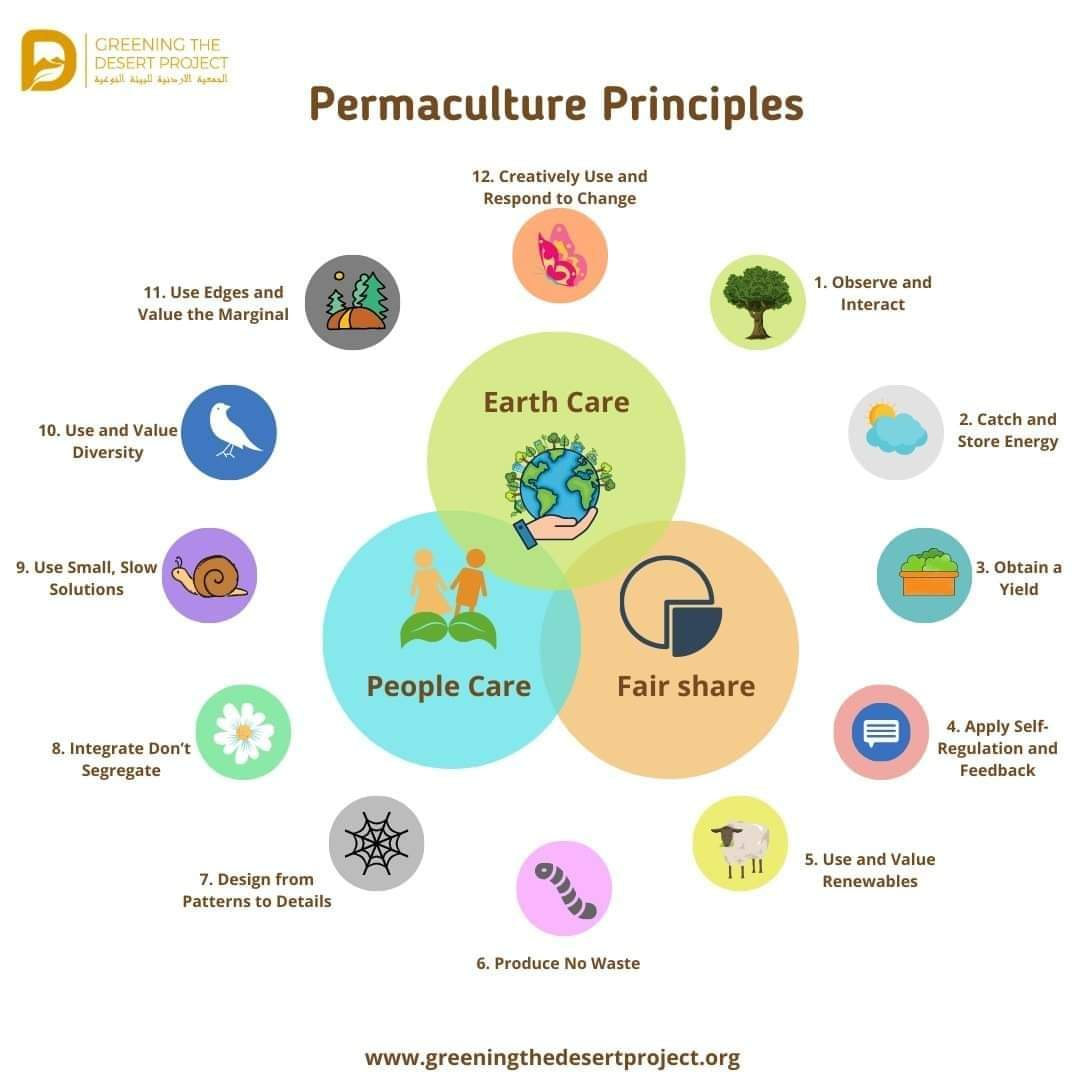 GREENING THE
DESERT PROJECT
الجمعية الاردنية للبيئة النوعية
Permaculture Principles
12. Creatively Use and
Respond to Change
1. Observe and
Interact
2. Catch and
Store Energy
3. Obtain a
Yield
4. Apply Self-
Regulation and
Feedback
5. Use and Value
Renewables
6. Produce No Waste
7. Design from
Patterns to Details
8. Integrate Don’t
Segregate
9. Use Small, Slow
Solutions
10. Use and Value
Diversity
11. Use Edges and
Value the Marginal
Earth Care
People Care
Fair share
www.greeningthedesertproject.org